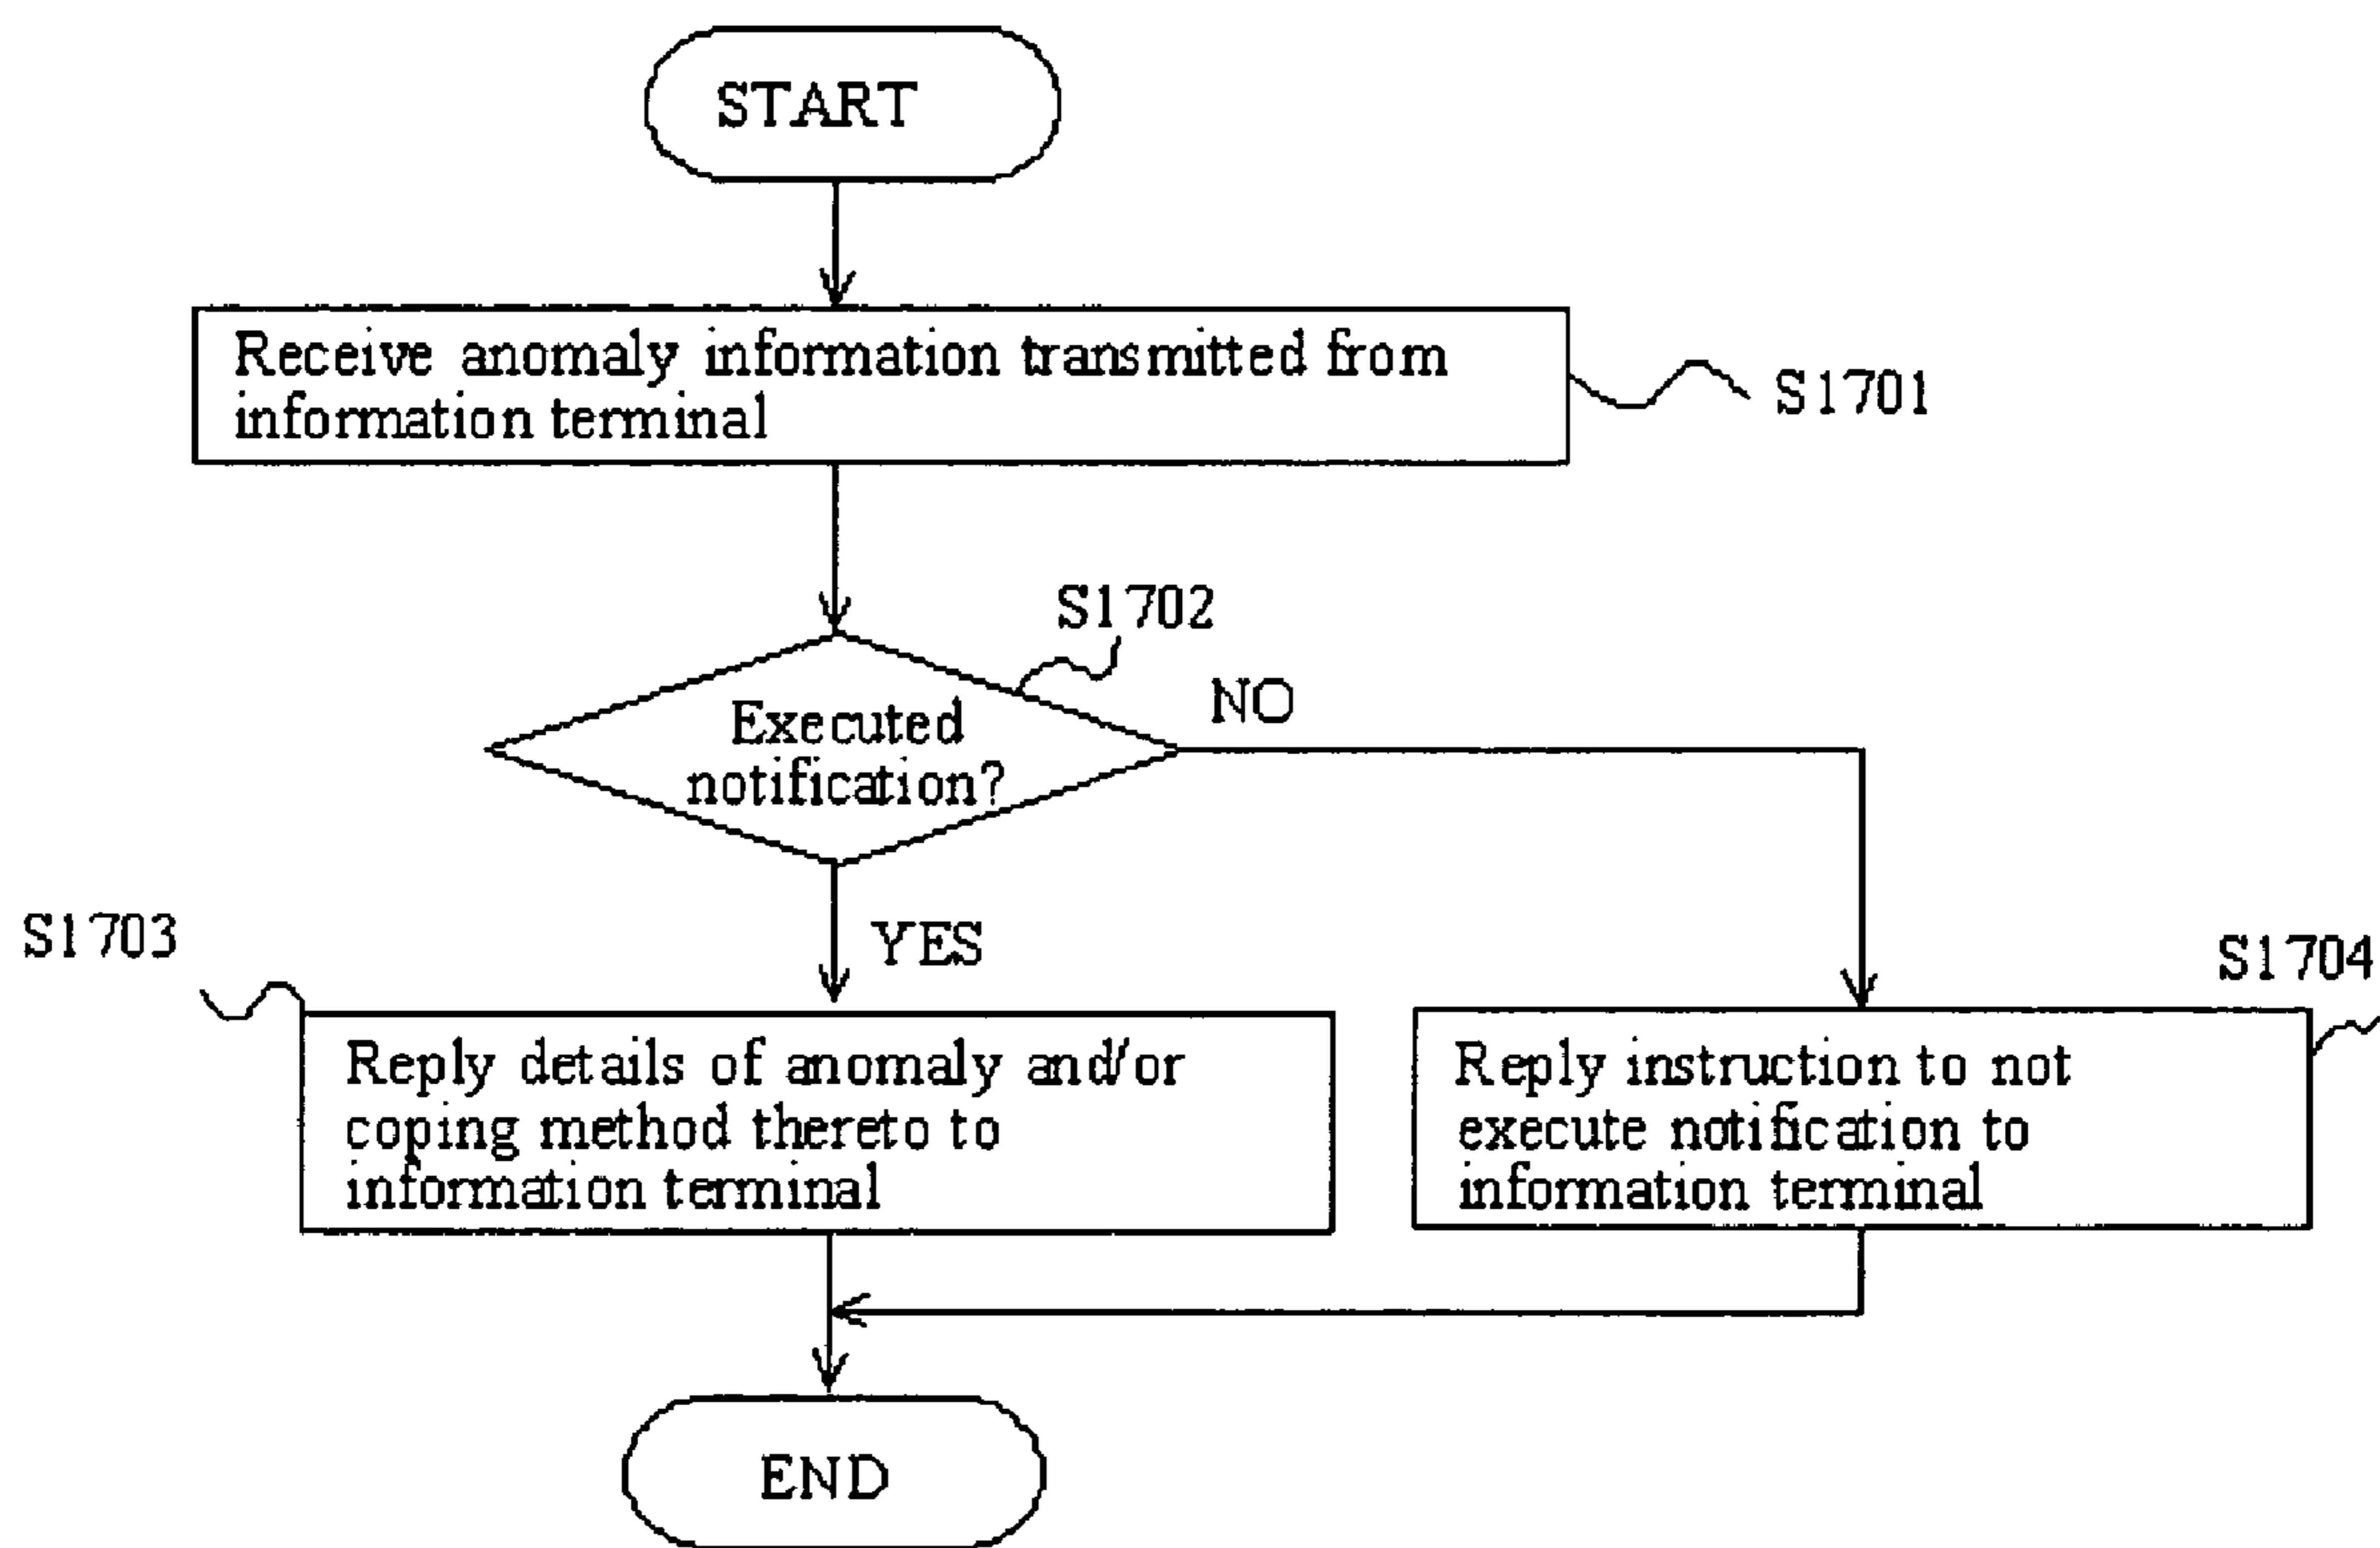 START
Receive anomaly information transmitted from
information terminal
S1701
S1702
Executed
notification?
NO
YES
S1703
Reply details of anomaly and/or
coping method thereto to
information terminal
S1704
Reply instruction to not
execute notification to
information terminal
END